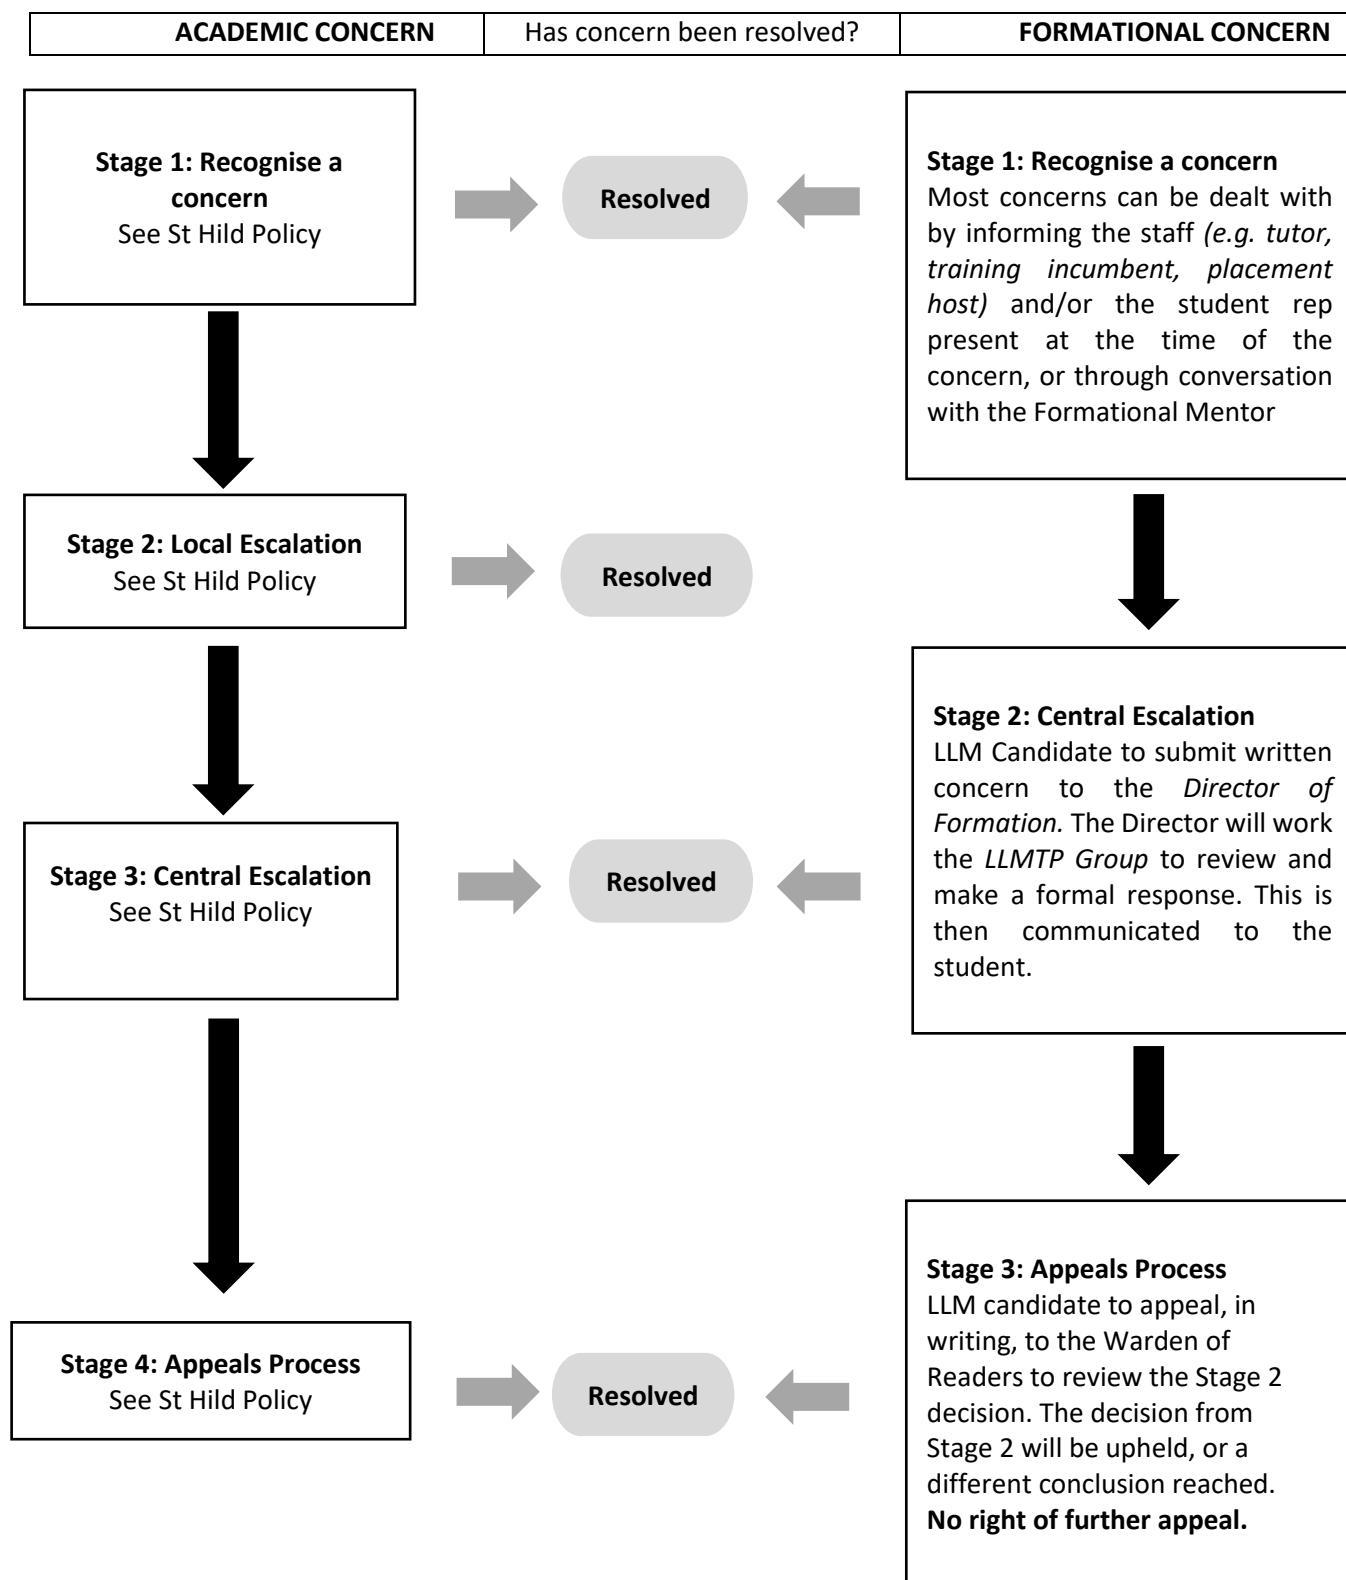 ACADEMIC CONCERN
Has concern been resolved?
FORMATIONAL CONCERN
Stage 1: Recognise a
concern
See St Hild Policy
Resolved
Stage 1: Recognise a concern
Most concerns can be dealt with
by informing the staff (e.g. tutor,
training incumbent, placement
host) and/or the student rep
present at the time of the
concern, or through conversation
with the Formational Mentor
Stage 2: Local Escalation
See St Hild Policy
Resolved
Stage 2: Central Escalation
LLM Candidate to submit written
concern to the Director of
Formation. The Director will work
the LLMTP Group to review and
make a formal response. This is
then communicated to the
student.
Stage 3: Central Escalation
See St Hild Policy
Resolved
Stage 3: Appeals Process
LLM candidate to appeal, in
writing, to the Warden of
Readers to review the Stage 2
decision. The decision from
Stage 2 will be upheld, or a
different conclusion reached.
No right of further appeal.
Stage 4: Appeals Process
See St Hild Policy
Resolved